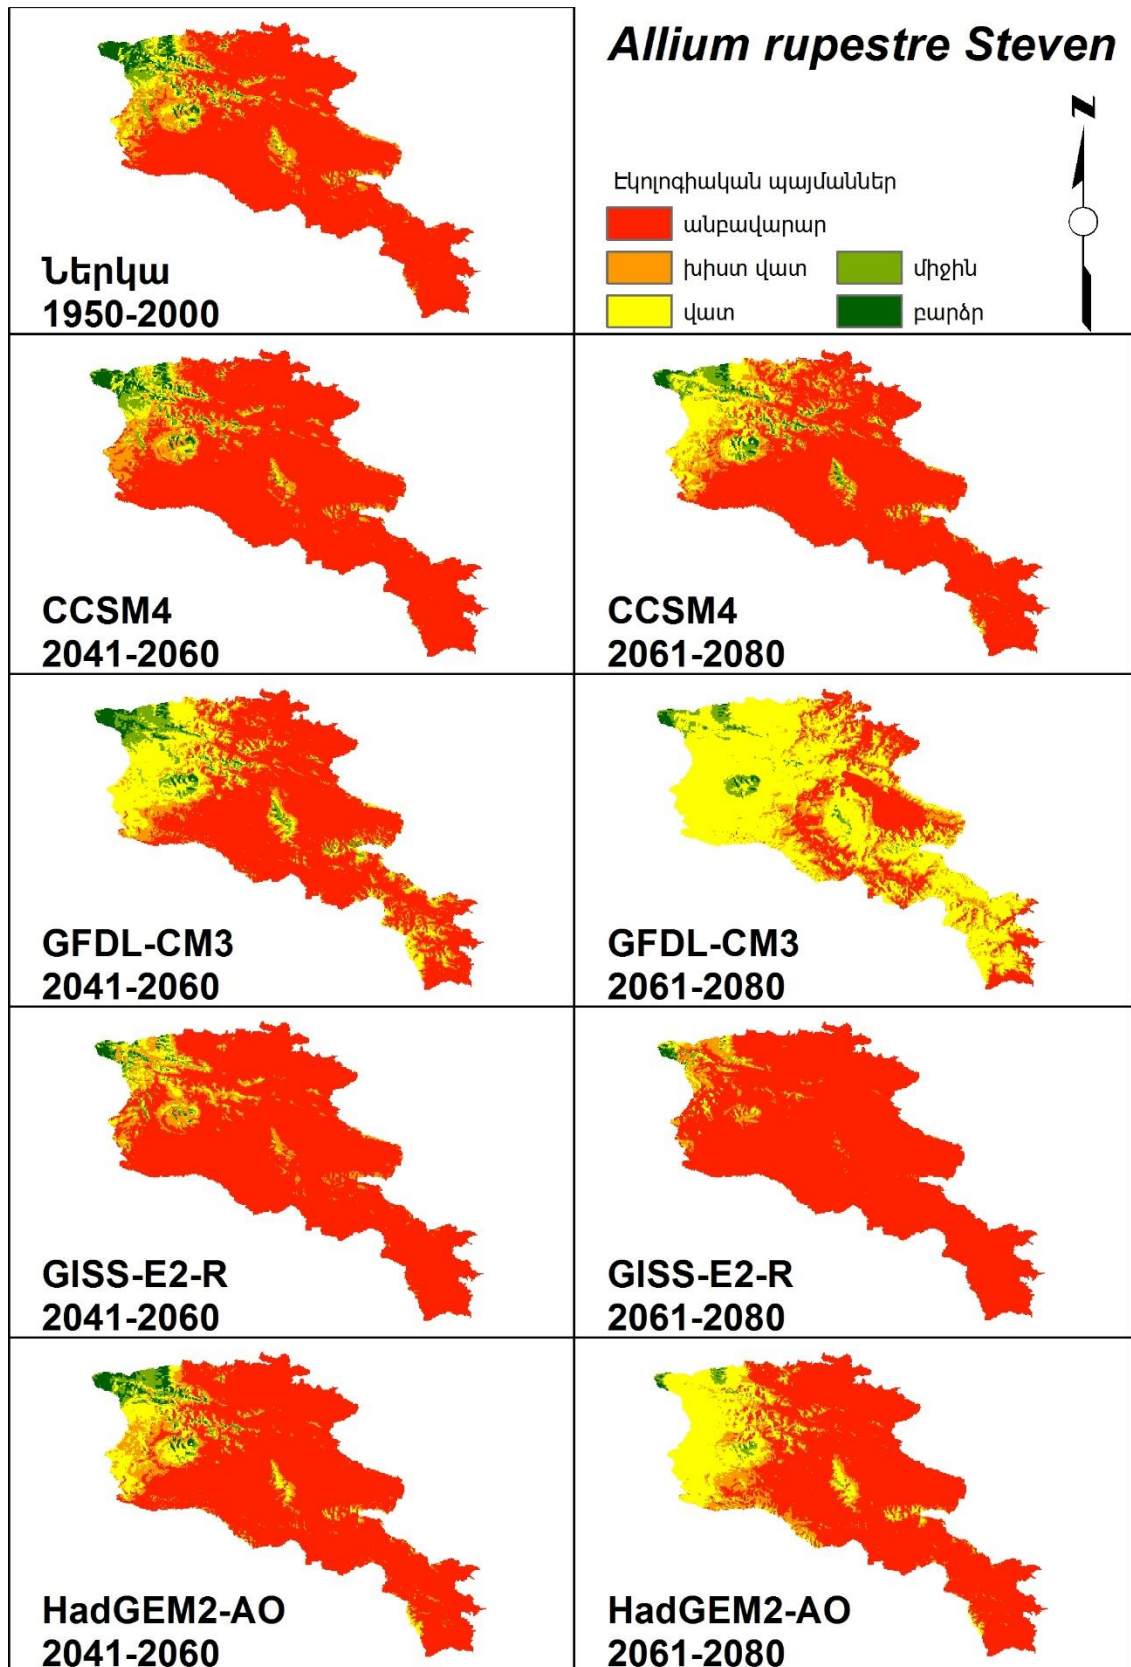 Allium rupestre Steven
N
Էկոլոգիական պայմաններ
անբավարար
խիստ վատ
միջին
վատ
բարձր
Ներկա
1950-2000
CCSM4
2041-2060
CCSM4
2061-2080
GFDL-CM3
2041-2060
GFDL-CM3
2061-2080
GISS-E2-R
2041-2060
GISS-E2-R
2061-2080
HadGEM2-AO
2041-2060
HadGEM2-AO
2061-2080